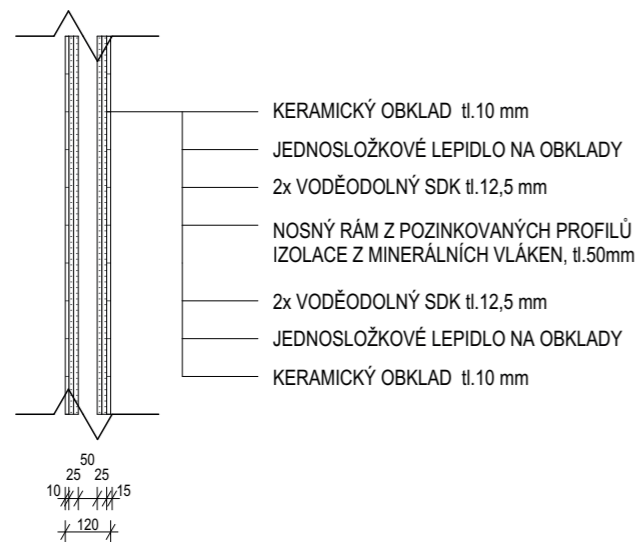 KERAMICKÝ OBKLAD tl.10 mm
JEDNOSLOŽKOVÉ LEPIDLO NA OBKLADY
2x VODĚODOLNÝ SDK tl.12,5 mm
NOSNÝ RÁM Z POZINKOVANÝCH PROFILŮ
IZOLACE Z MINERÁLNÍCH VLÁKEN, tl.50mm
2x VODĚODOLNÝ SDK tl.12,5 mm
JEDNOSLOŽKOVÉ LEPIDLO NA OBKLADY
KERAMICKÝ OBKLAD tl.10 mm
50
25 25
10 15
120